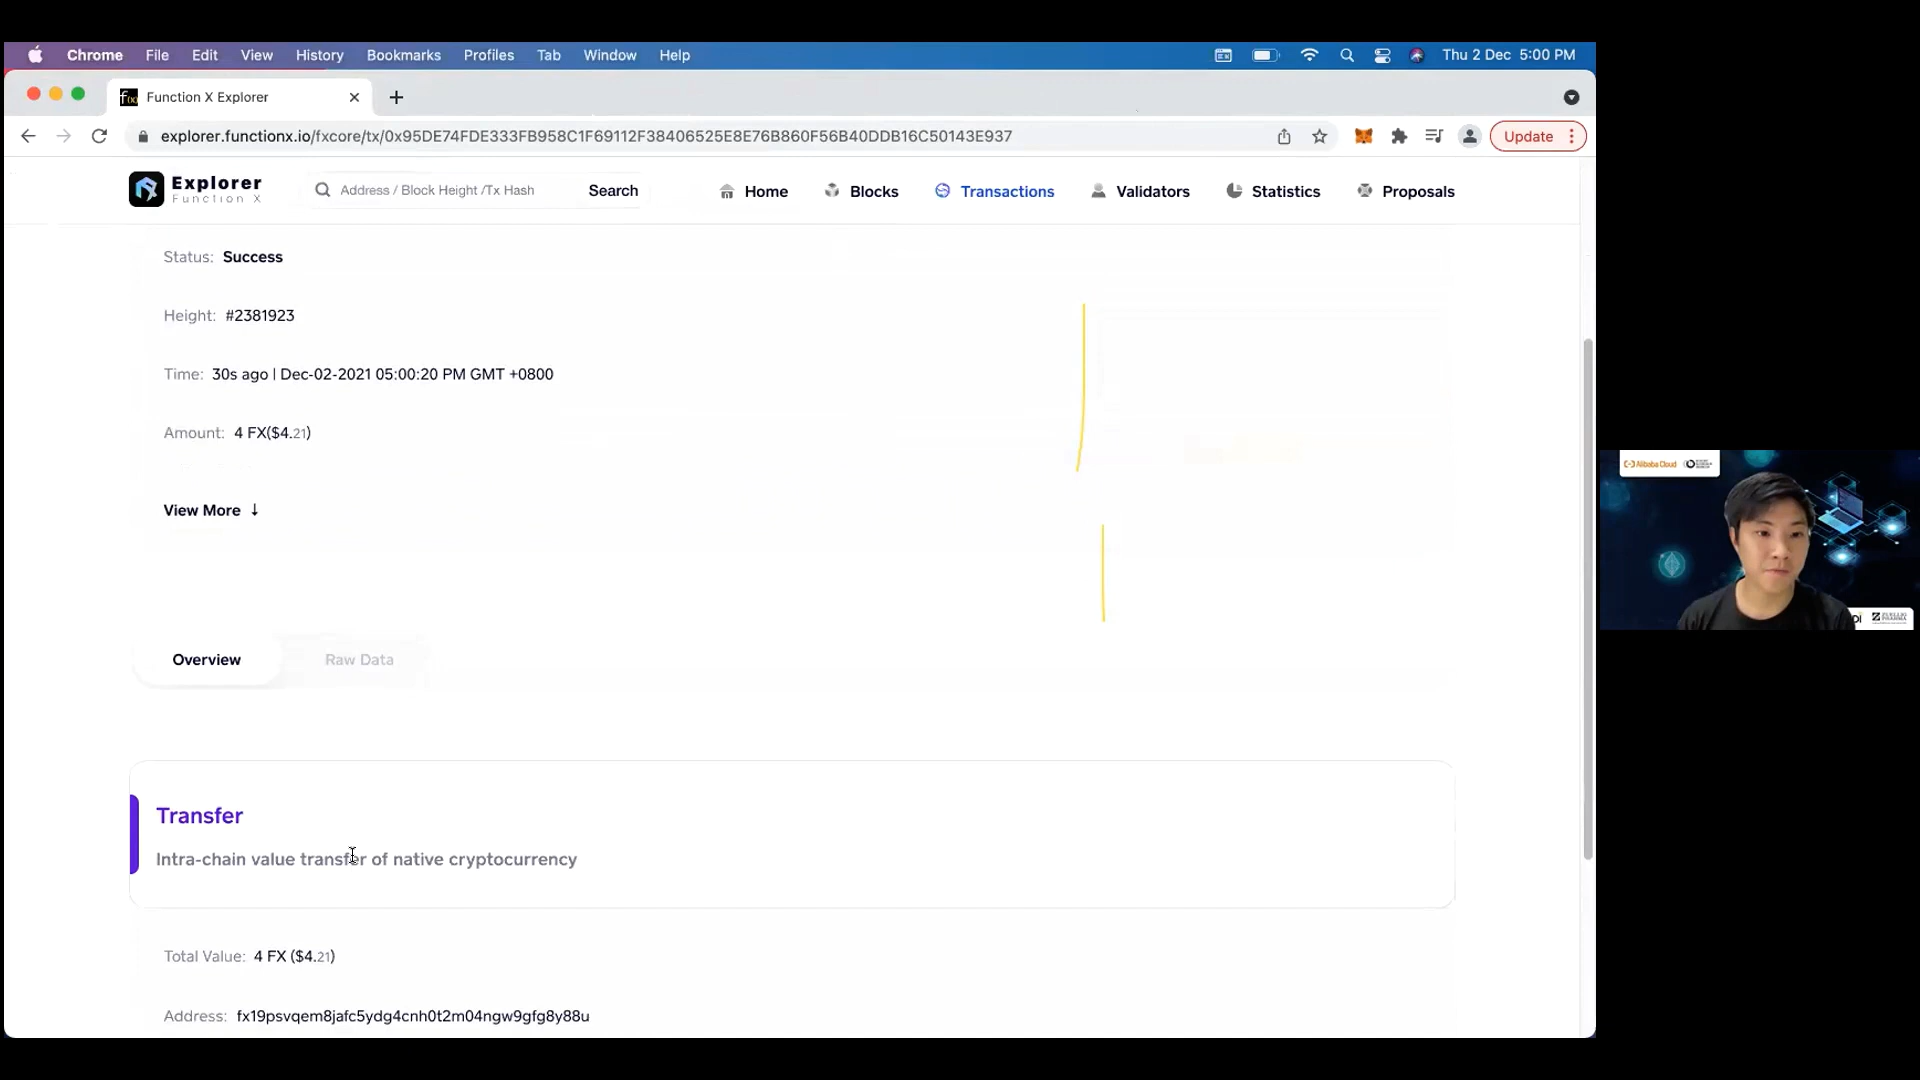 Chrome File Edit View History Bookmarks Profiles Tab Window Help Thu 2 Dec 5:00 PM
Function X Explorer
explorer.functionx.io/fxcore/tx/0x95DE74FDE333FB958C1F69112F38406525E8E76B860F56B40DDB16C50143E937 Update
Explorer
Function X
Address / Block Height /Tx Hash Search Home Blocks Transactions Validators Statistics Proposals
Status: Success
Height: #2381923
Time: 30s ago | Dec-02-2021 05:00:20 PM GMT +0800
Amount: 4 FX($4.21)
View More ↓
Alibaba Cloud
Overview Raw Data
Transfer
Intra-chain value transfer of native cryptocurrency
Total Value: 4 FX ($4.21)
Address: fx19psvqem8jafc5ydg4cnh0t2m04ngw9gfg8y88u